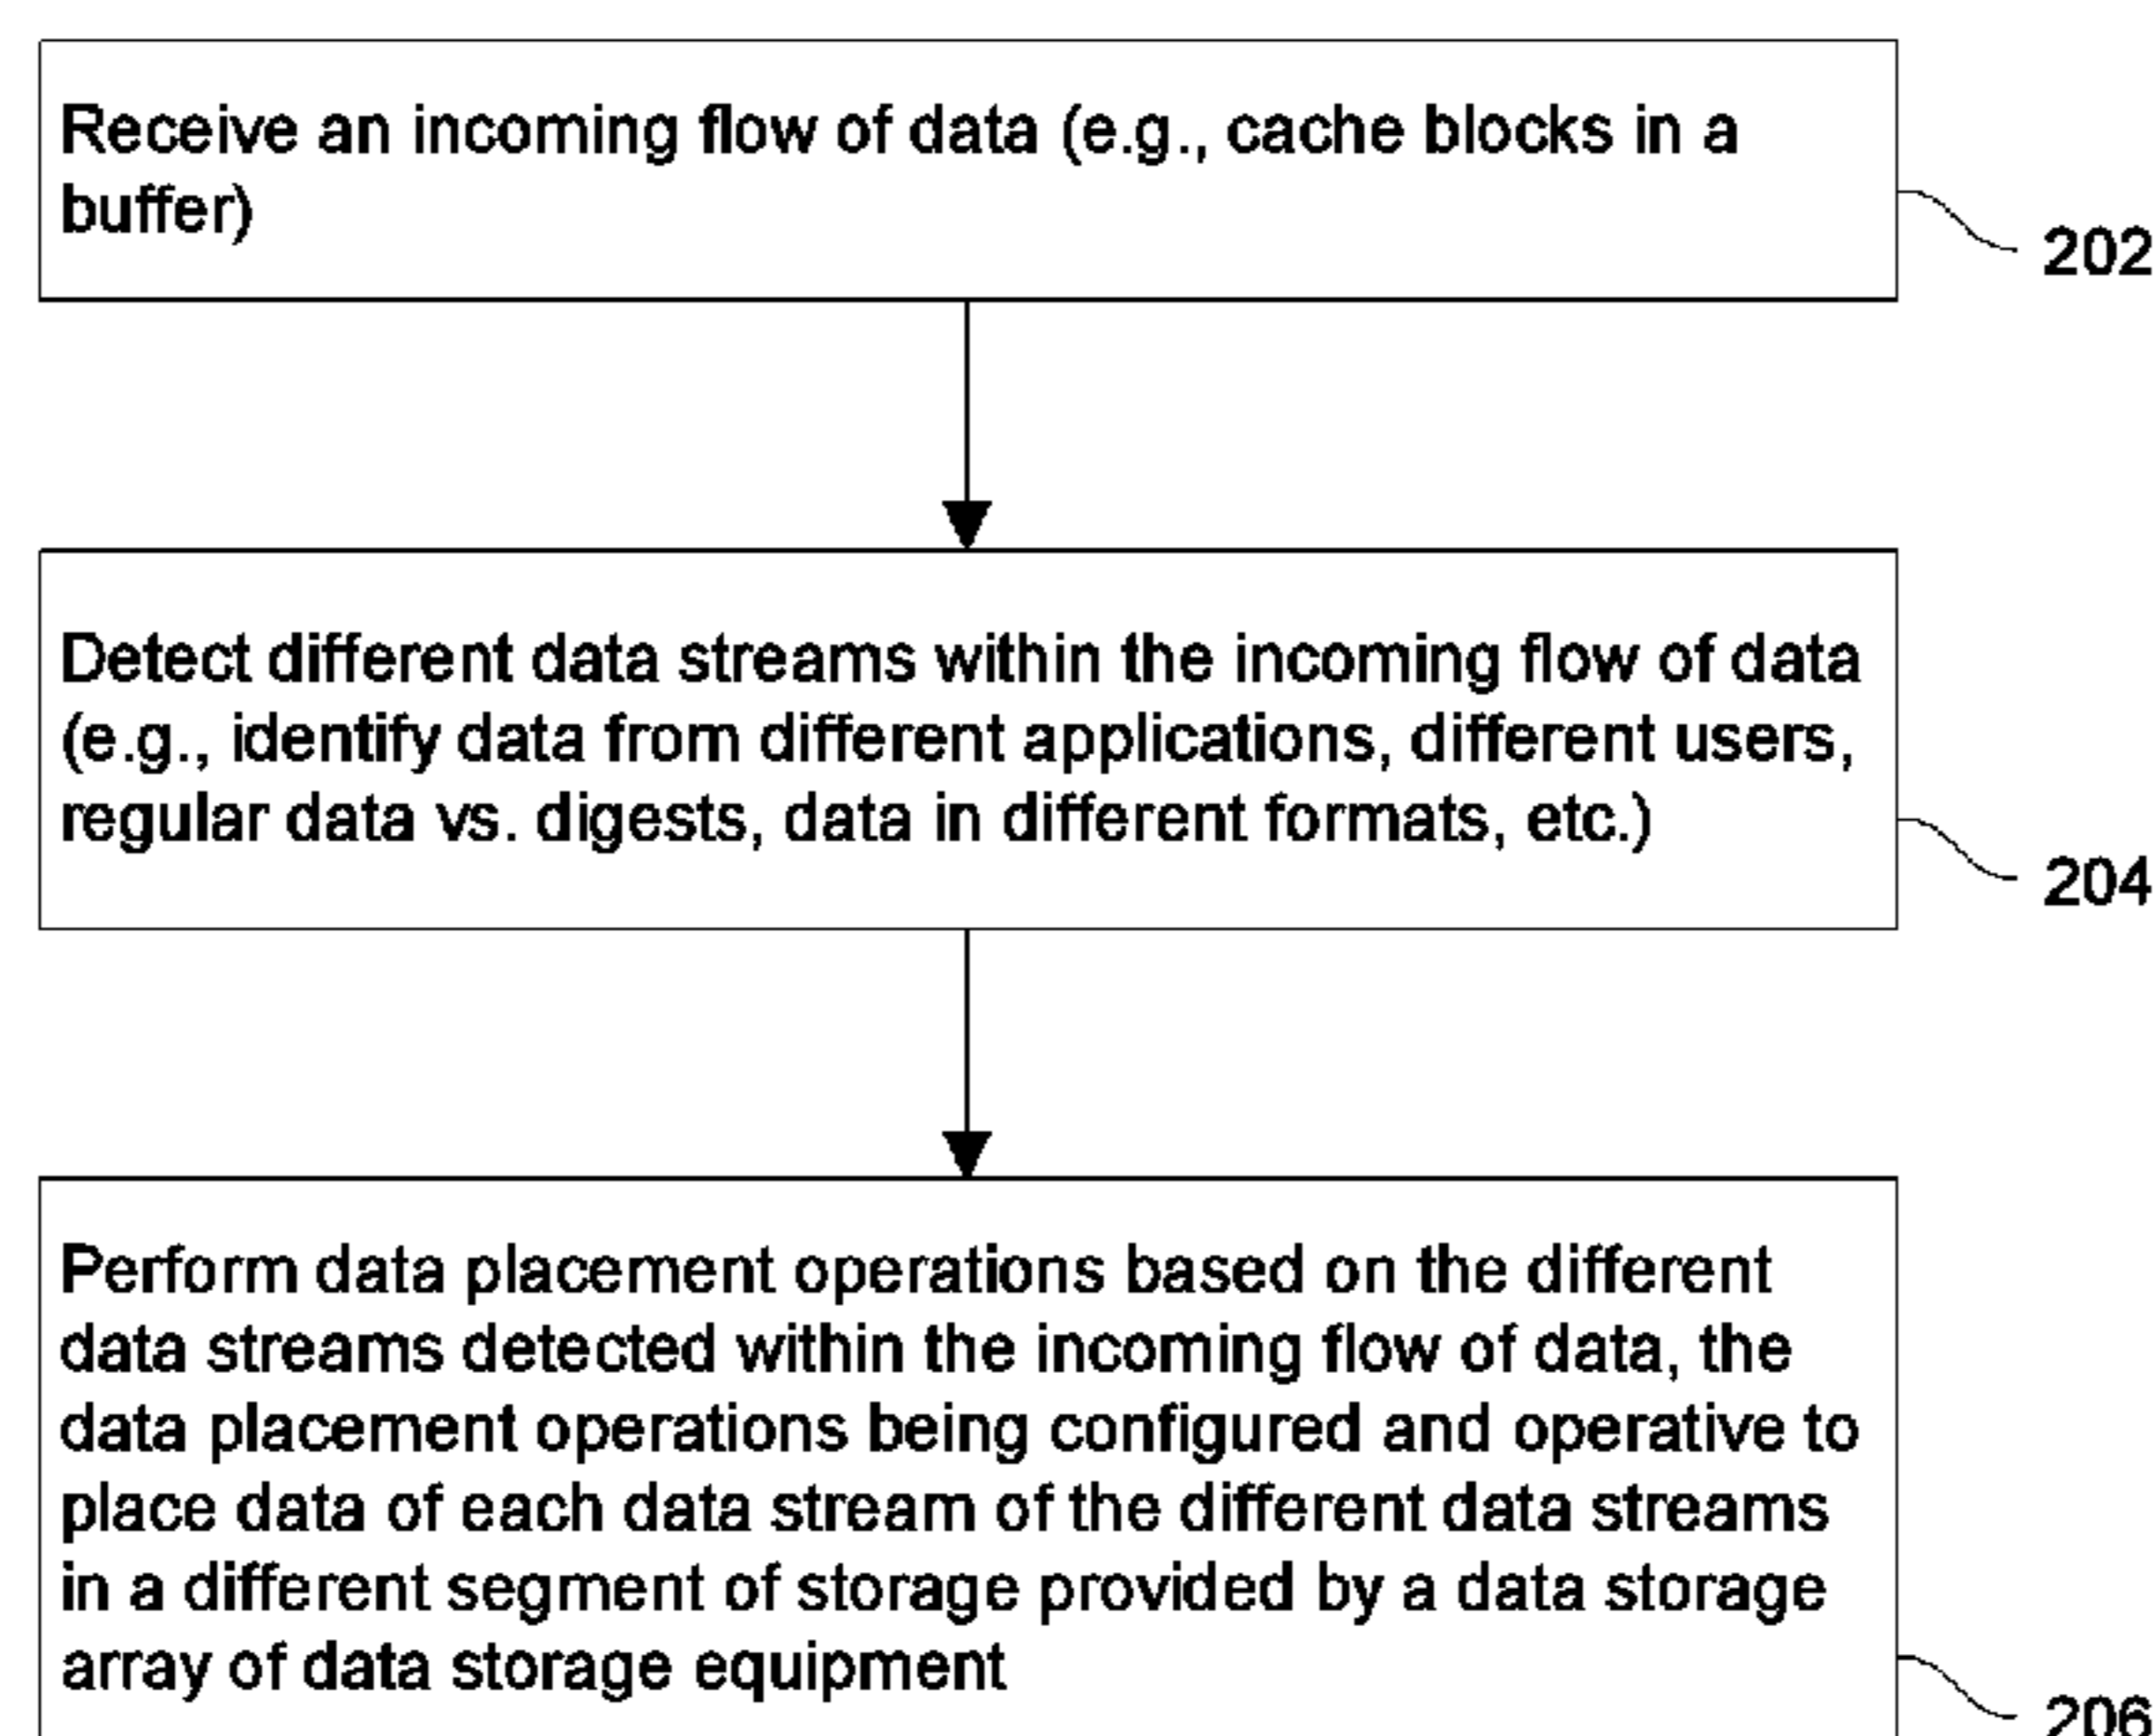 Receive an incoming flow of data (e.g., cache blocks in a
buffer)
202
Detect different data streams within the incoming flow of data
(e.g., identify data from different applications, different users,
regular data vs. digests, data in different formats, etc.)
204
Perform data placement operations based on the different
data streams detected within the incoming flow of data, the
data placement operations being configured and operative to
place data of each data stream of the different data streams
in a different segment of storage provided by a data storage
array of data storage equipment
206